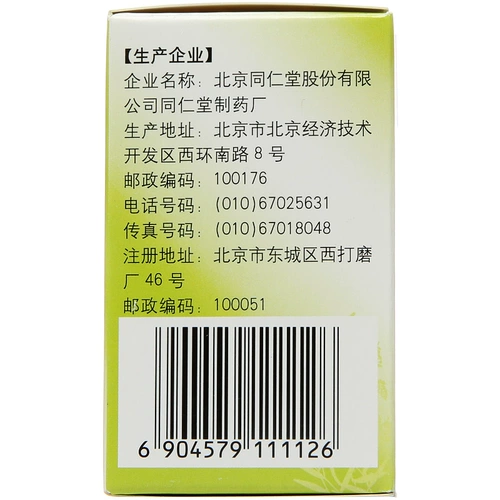 【生产企业】
企业名称：北京同仁堂股份有限
公司同仁堂制药厂
生产地址：北京市北京经济技术
开发区西环南路8号
邮政编码：100176
电话号码：(010)67025631
传真号码：(010)67018048
注册地址：北京市东城区西打磨
厂46号
邮政编码：100051
6 904579 111126